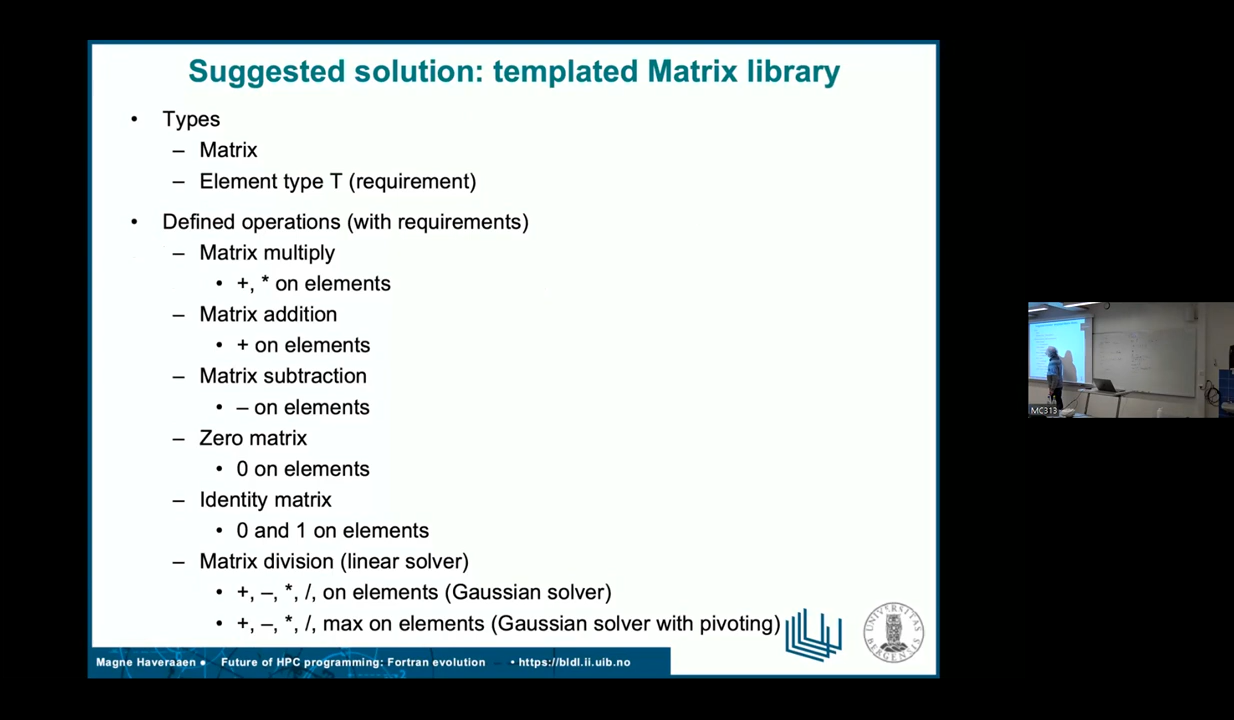 Suggested solution: templated Matrix library
• Types
– Matrix
– Element type T (requirement)
• Defined operations (with requirements)
– Matrix multiply
• +, * on elements
– Matrix addition
• + on elements
– Matrix subtraction
• – on elements
– Zero matrix
• 0 on elements
– Identity matrix
• 0 and 1 on elements
– Matrix division (linear solver)
• +, –, *, /, on elements (Gaussian solver)
• +, –, *, /, max on elements (Gaussian solver with pivoting)
UNIVERSITAS BERGENSIS
Magne Haveraaen • Future of HPC programming: Fortran evolution • https://bldl.ii.uib.no
MC313